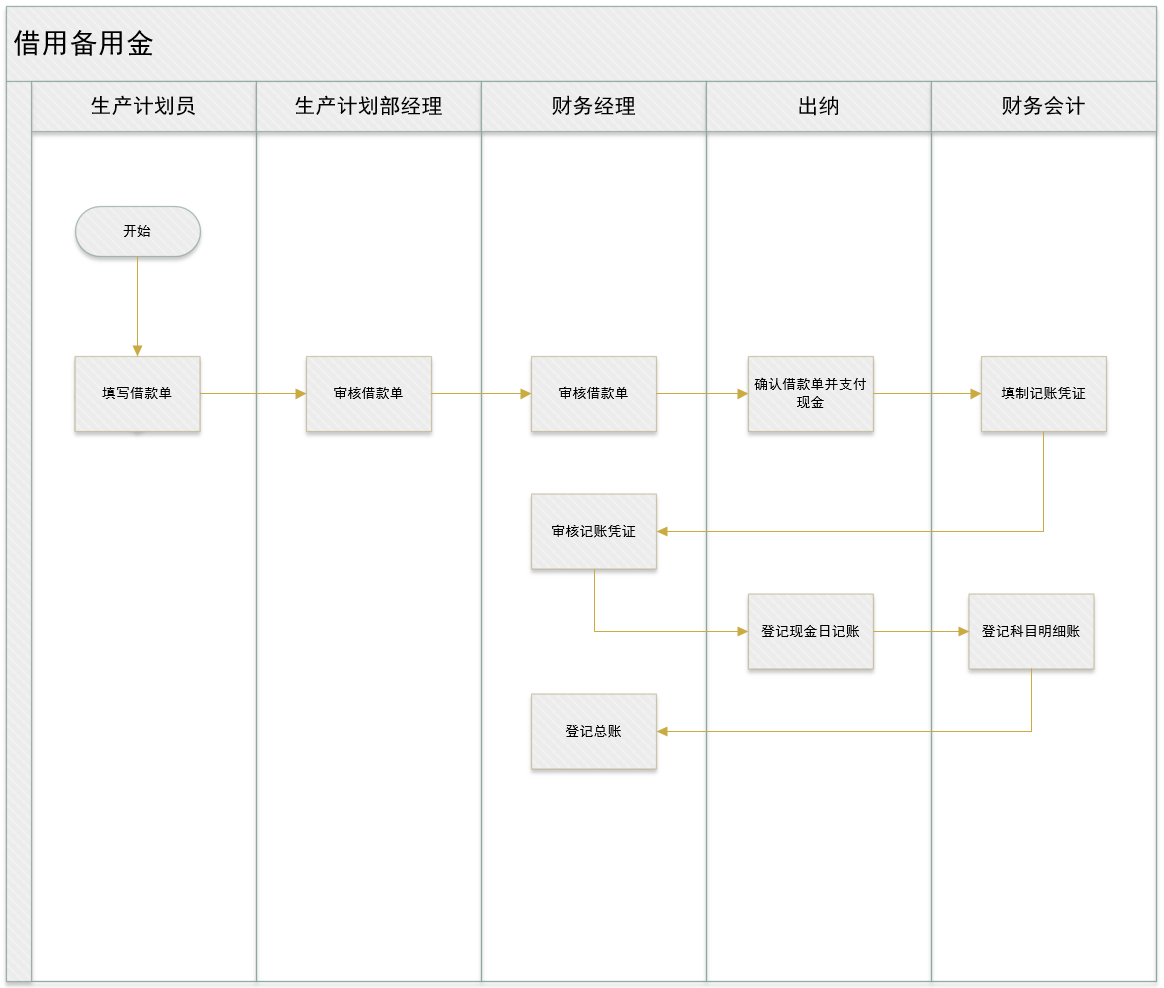 借用备用金
生产计划员
生产计划部经理
财务经理
出纳
财务会计
开始
填写借款单
审核借款单
审核借款单
确认借款单并支付
现金
填制记账凭证
审核记账凭证
登记现金日记账
登记科目明细账
登记总账